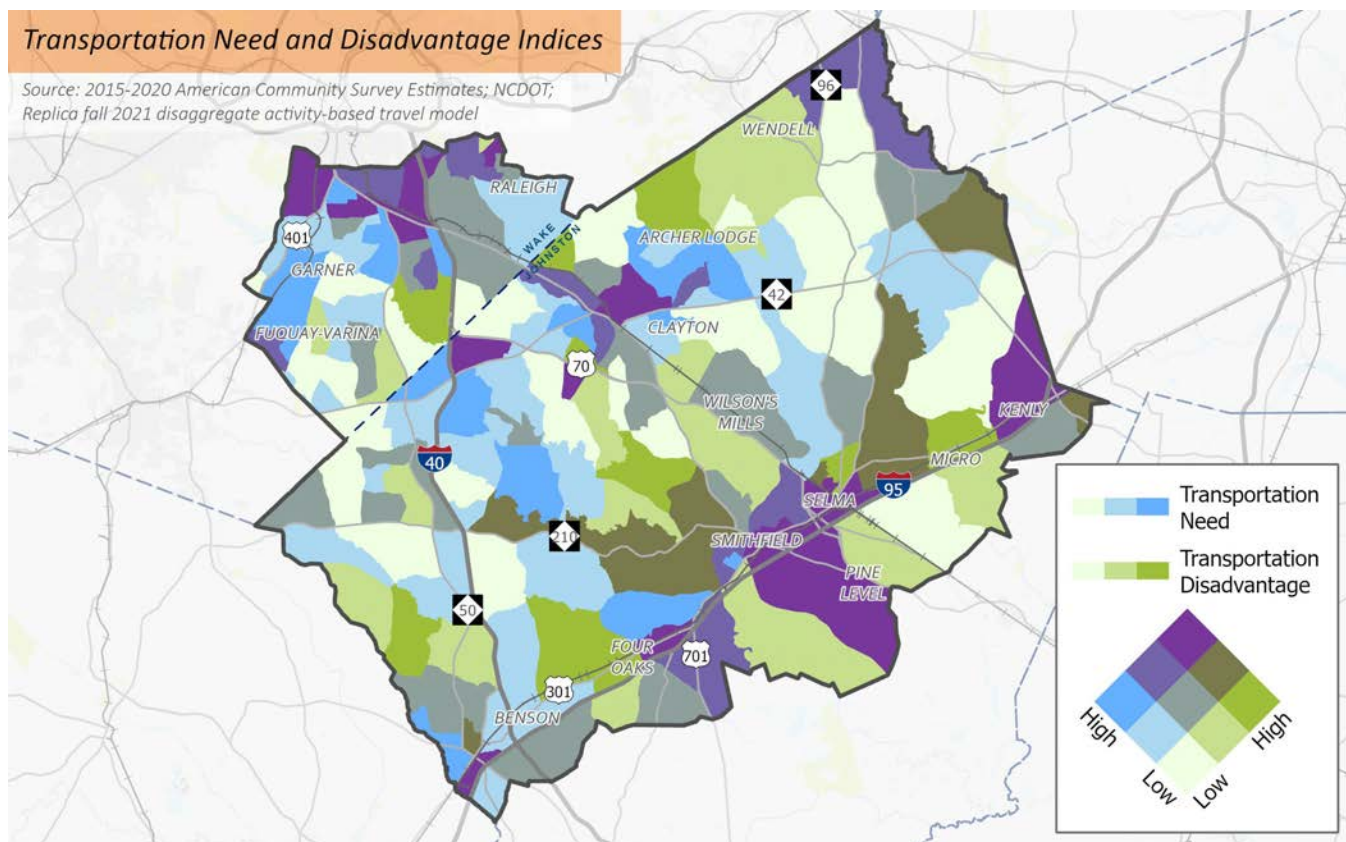 Transportation Need and Disadvantage Indices
Source: 2015-2020 American Community Survey Estimates; NCDOT;
Replica fall 2021 disaggregate activity-based travel model
96
WENDELL
RALEIGH
401
WAKE
JOHNSTON
ARCHER LODGE
GARNER
42
FUQUAY-VARINA
CLAYTON
70
WILSON'S
MILLS
KENLY
40
MICRO
95
SELMA
210
SMITHFIELD
PINE
LEVEL
50
FOUR
OAKS
701
301
BENSON
Transportation
Need
Transportation
Disadvantage
High
High
Low
Low